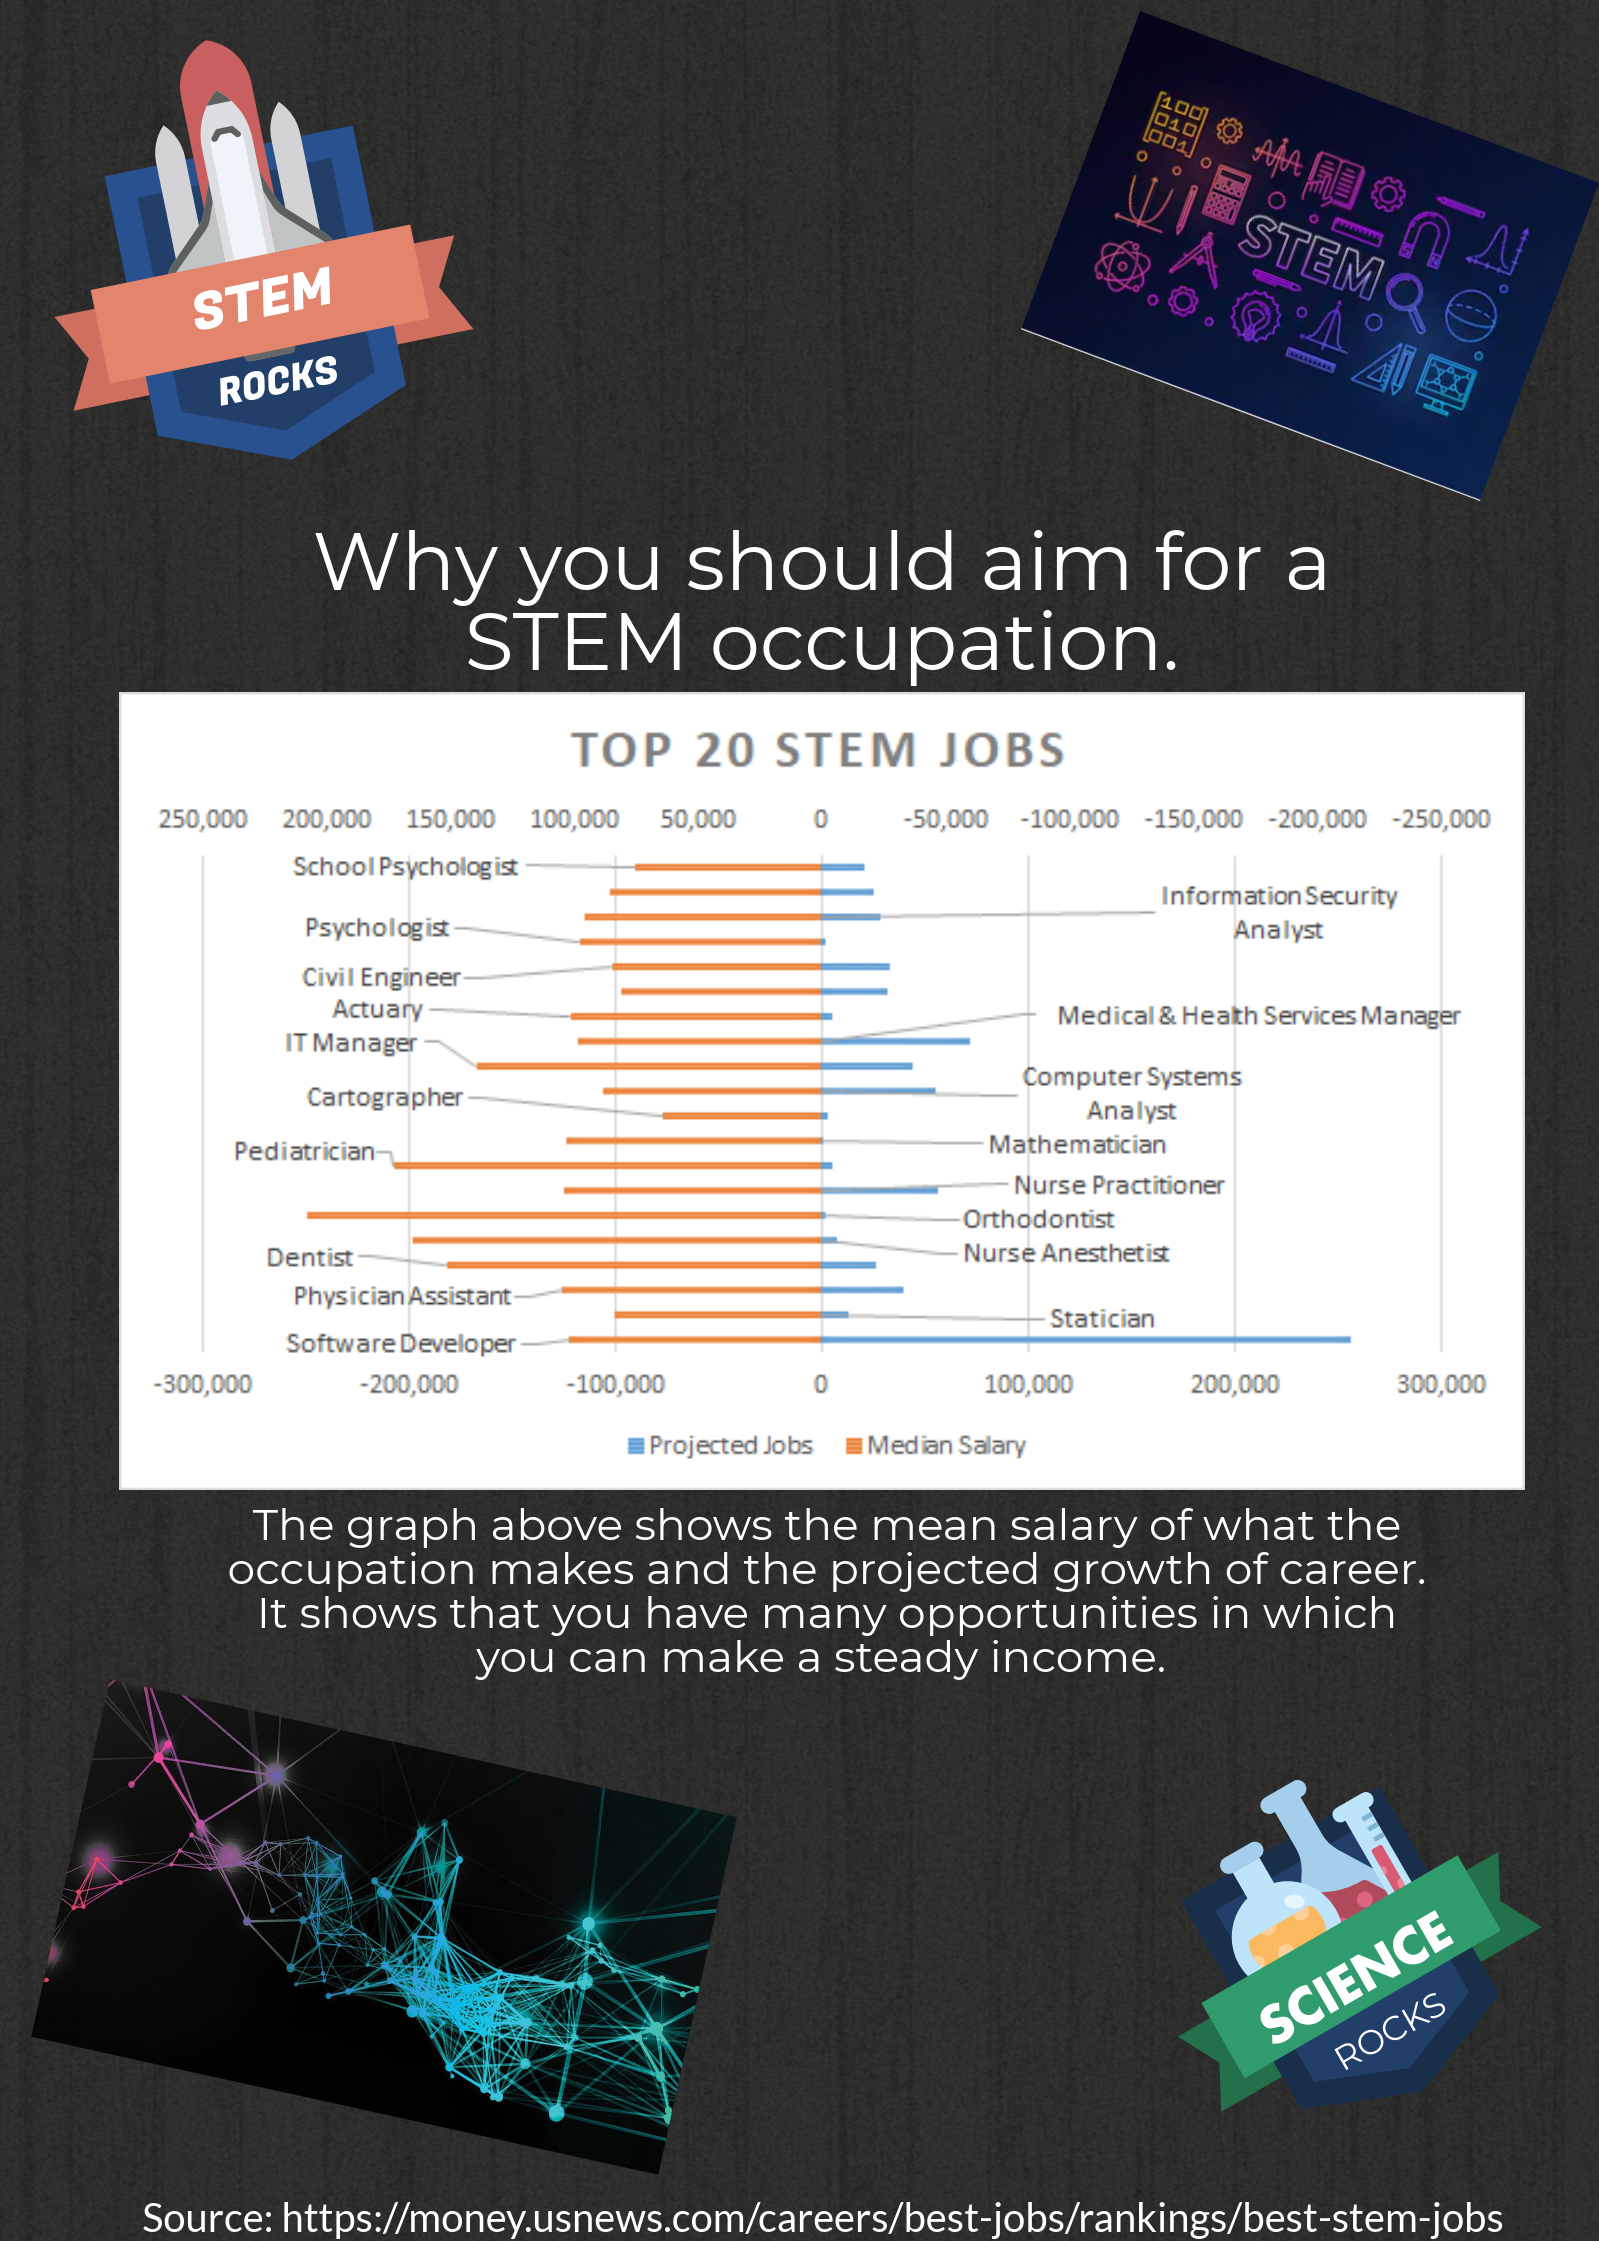 STEM
ROCKS
100
010
001
STEM
Why you should aim for a
STEM occupation.
TOP 20 STEM JOBS
250,000 200,000 150,000 100,000 50,000 0 -50,000 -100,000 -150,000 -200,000 -250,000
School Psychologist
Information Security
Analyst
Psychologist
Civil Engineer
Actuary
Medical & Health Services Manager
IT Manager
Computer Systems
Analyst
Cartographer
Mathematician
Pediatrician
Nurse Practitioner
Orthodontist
Nurse Anesthetist
Dentist
Physician Assistant
Statician
Software Developer
-300,000 -200,000 -100,000 0 100,000 200,000 300,000
Projected Jobs Median Salary
The graph above shows the mean salary of what the
occupation makes and the projected growth of career.
It shows that you have many opportunities in which
you can make a steady income.
SCIENCE
ROCKS
Source: https://money.usnews.com/careers/best-jobs/rankings/best-stem-jobs